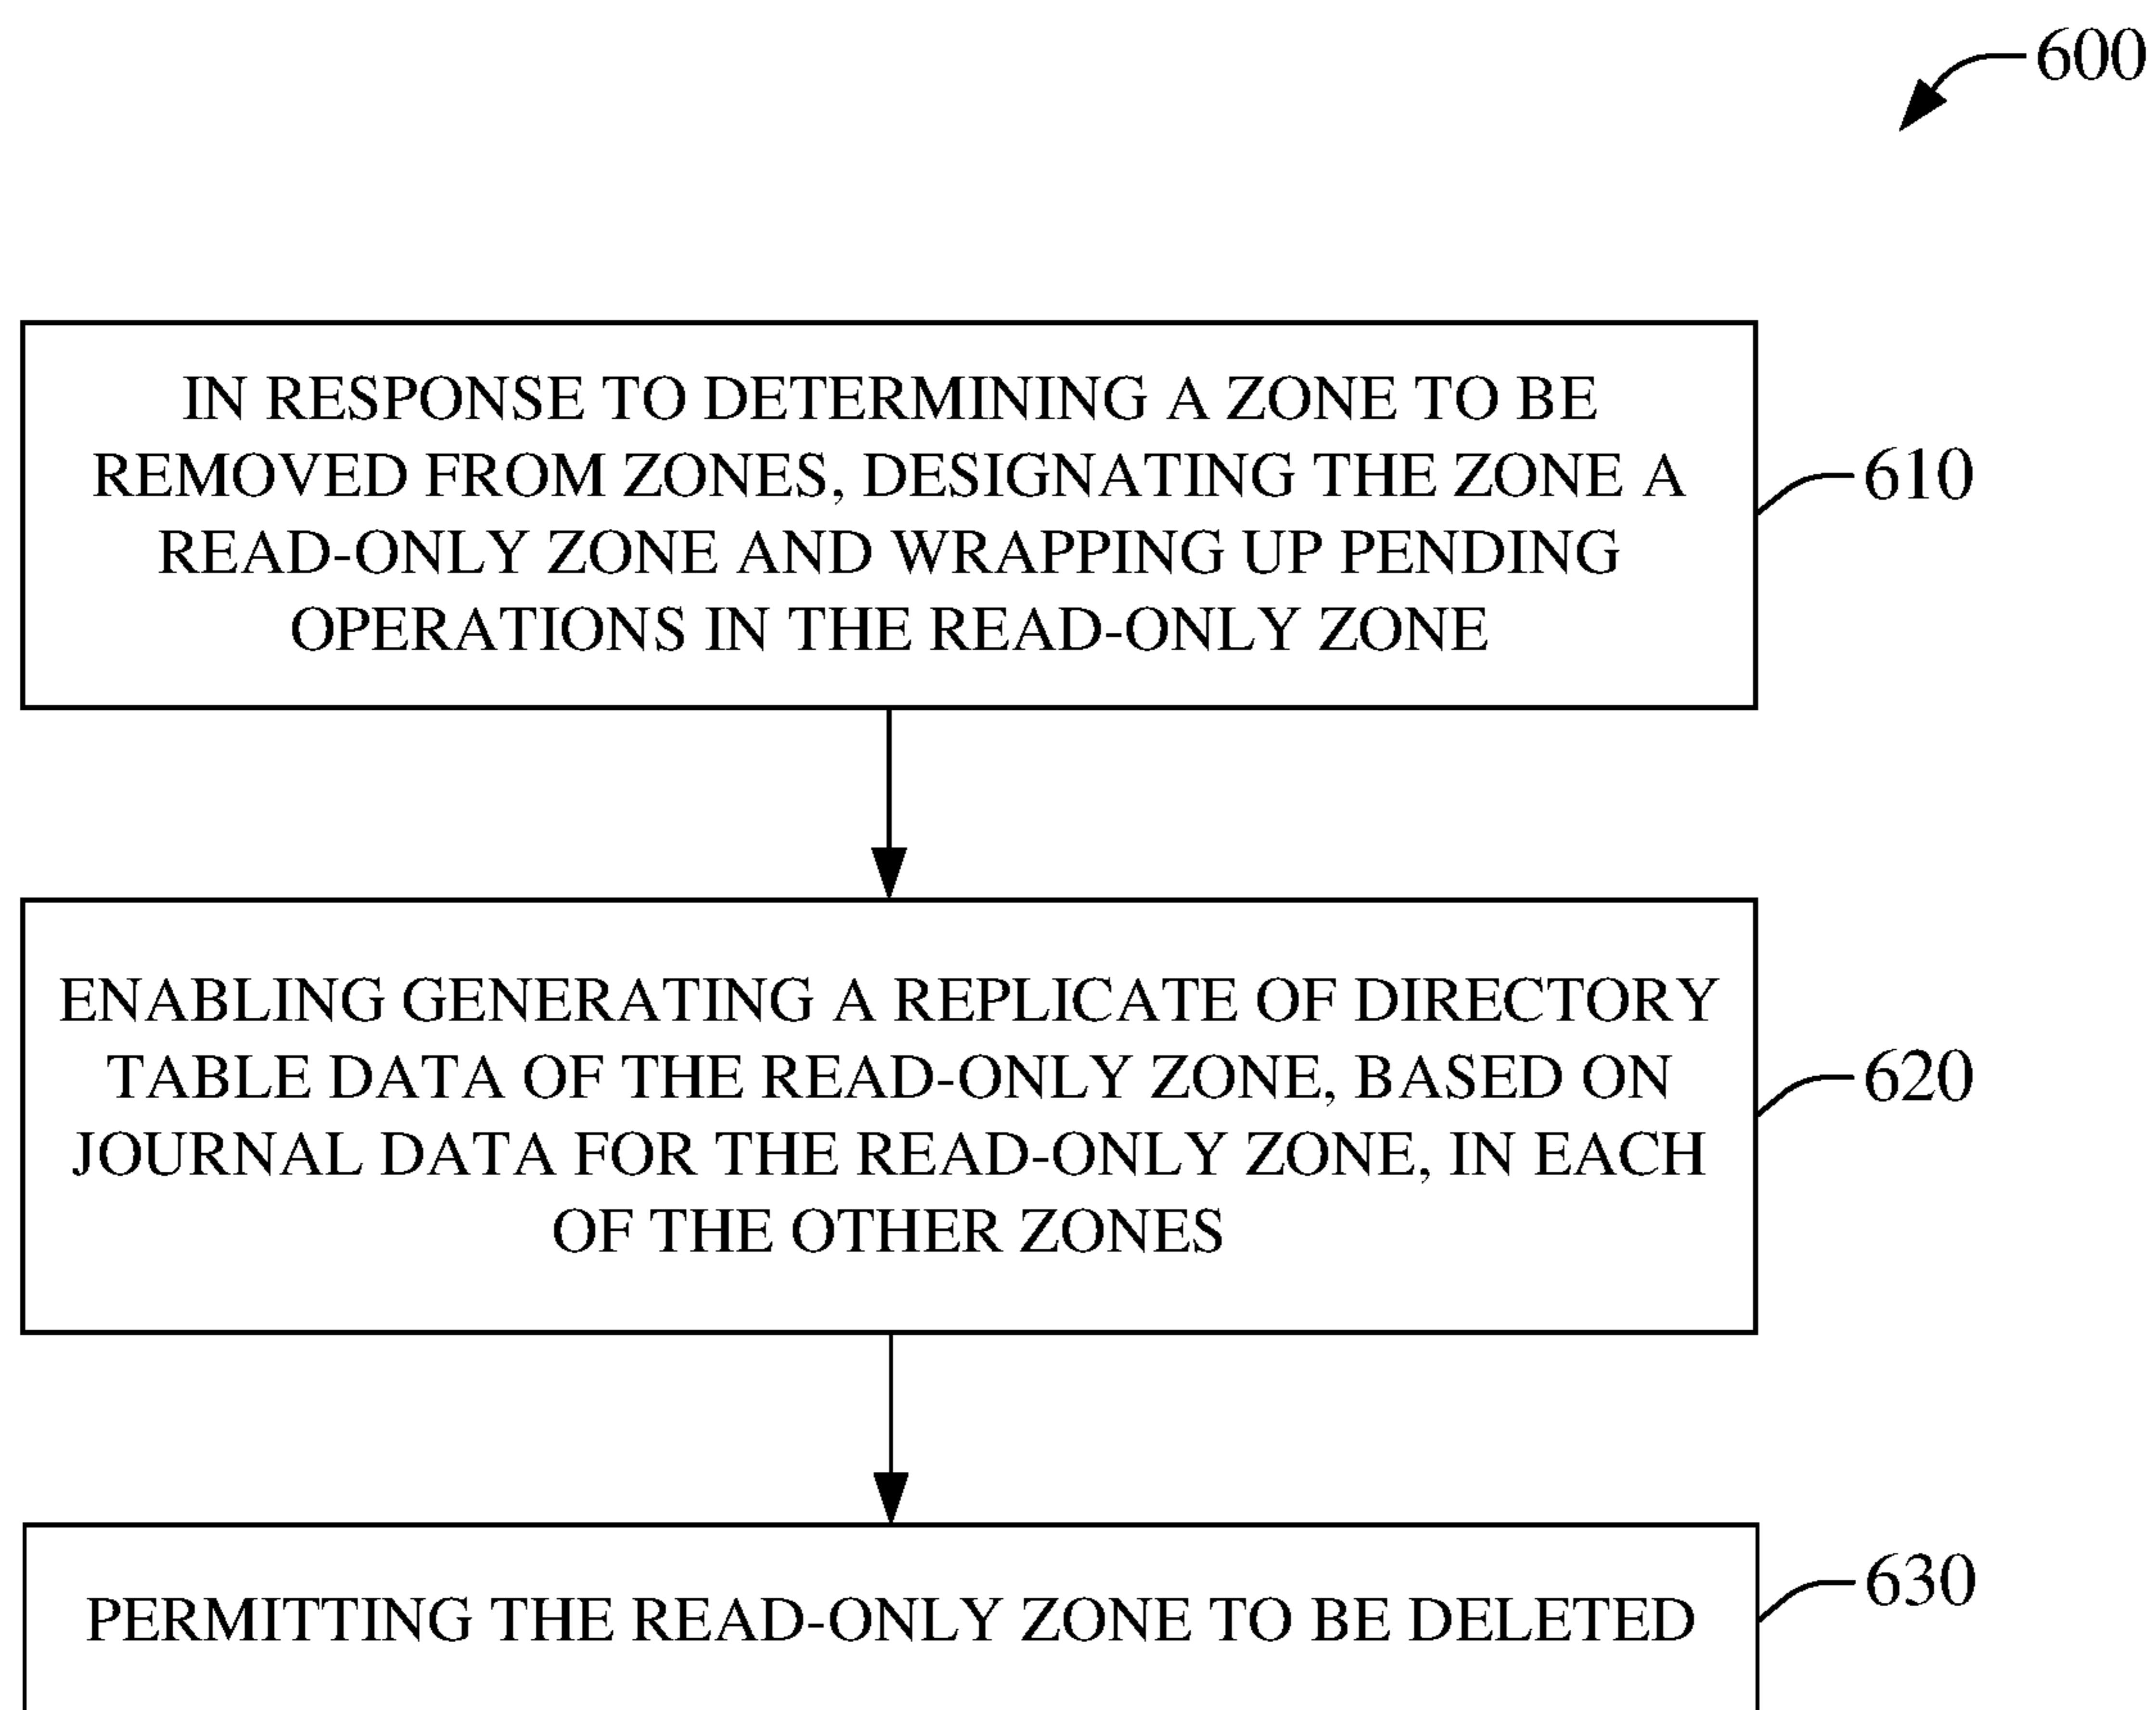 600
IN RESPONSE TO DETERMINING A ZONE TO BE
REMOVED FROM ZONES, DESIGNATING THE ZONE A
READ-ONLY ZONE AND WRAPPING UP PENDING
OPERATIONS IN THE READ-ONLY ZONE
610
ENABLING GENERATING A REPLICATE OF DIRECTORY
TABLE DATA OF THE READ-ONLY ZONE, BASED ON
JOURNAL DATA FOR THE READ-ONLY ZONE, IN EACH
OF THE OTHER ZONES
620
PERMITTING THE READ-ONLY ZONE TO BE DELETED
630